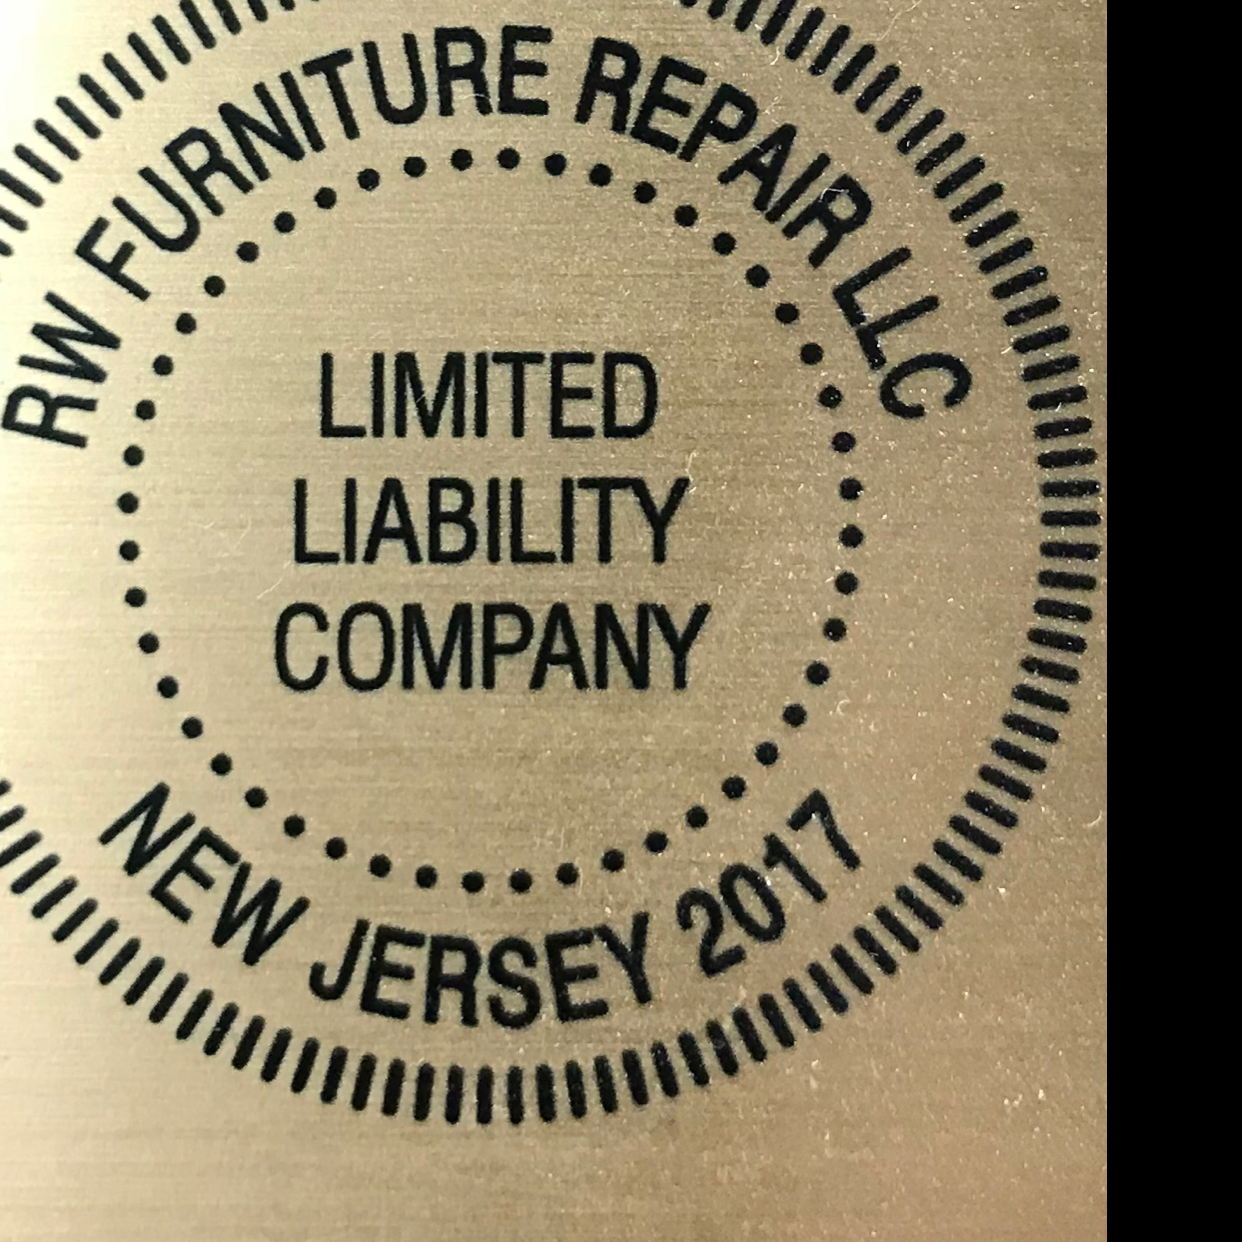 RW FURNITURE REPAIR LLC
LIMITED
LIABILITY
COMPANY
NEW JERSEY 2017